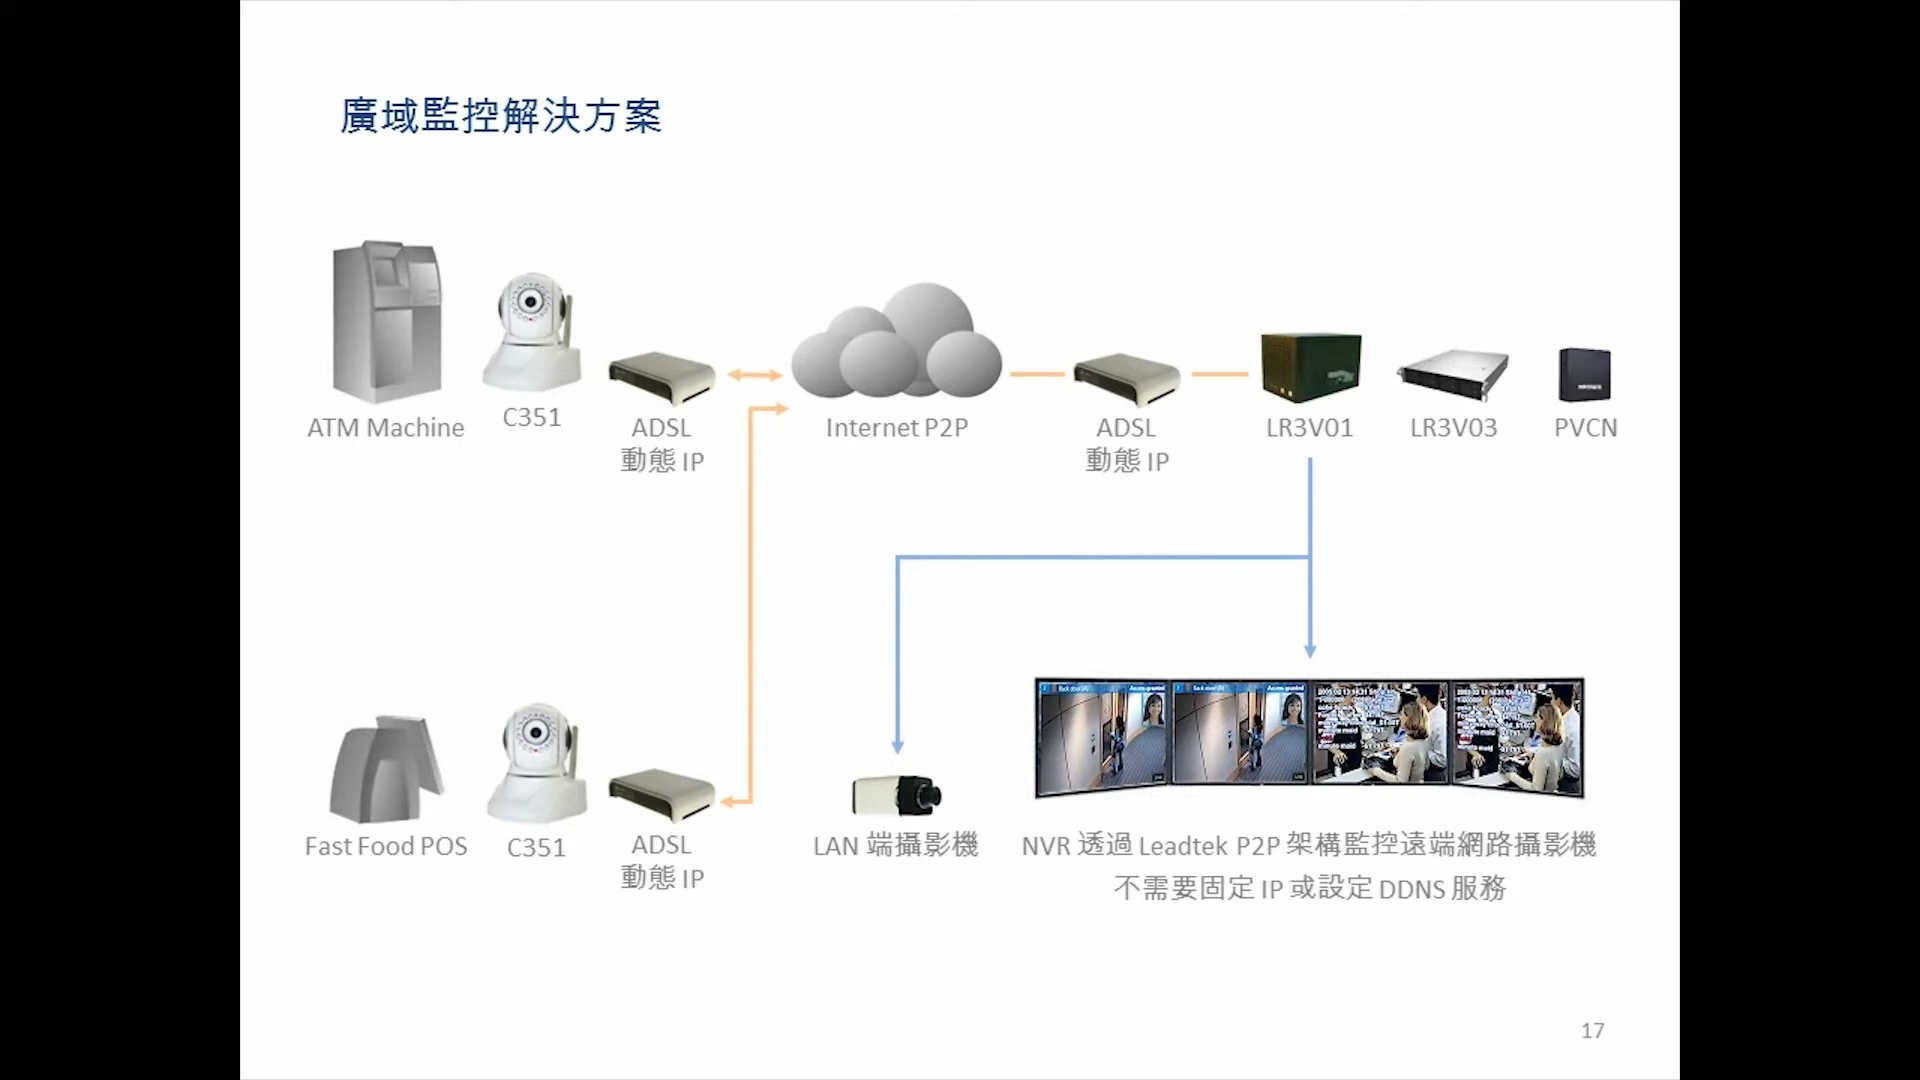 廣域監控解決方案
ATM Machine
C351
ADSL
動態 IP
Internet P2P
ADSL
動態 IP
LR3V01
LR3V03
PVCN
Fast Food POS
C351
ADSL
動態 IP
LAN 端攝影機
NVR 透過 Leadtek P2P 架構監控遠端網路攝影機
不需要固定 IP 或設定 DDNS 服務
17